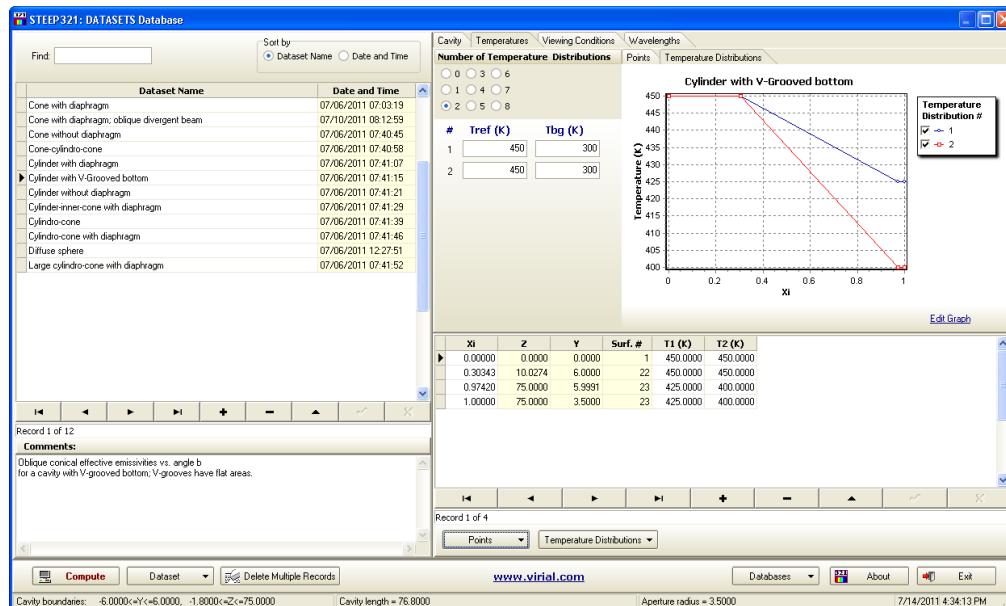 STEEP321: DATASETS Database
Find:
Sort by
Dataset Name Date and Time
Dataset Name Date and Time
Cone with diaphragm 07/06/2011 07:03:19
Cone with diaphragm; oblique divergent beam 07/10/2011 08:12:59
Cone without diaphragm 07/06/2011 07:40:45
Cone-cylindro-cone 07/06/2011 07:40:58
Cylinder with diaphragm 07/06/2011 07:41:07
Cylinder with V-Grooved bottom 07/06/2011 07:41:15
Cylinder without diaphragm 07/06/2011 07:41:21
Cylinder-inner-cone with diaphragm 07/06/2011 07:41:29
Cylindro-cone 07/06/2011 07:41:39
Cylindro-cone with diaphragm 07/06/2011 07:41:46
Diffuse sphere 07/06/2011 12:27:51
Large cylindro-cone with diaphragm 07/06/2011 07:41:52
Record 1 of 12
Comments:
Oblique conical effective emissivities vs. angle b
for a cavity with V-grooved bottom; V-grooves have flat areas.
Cavity Temperatures Viewing Conditions Wavelengths
Number of Temperature Distributions
0 3 6
1 4 7
2 5 8
# Tref (K) Tbg (K)
1 450 300
2 450 300
Points Temperature Distributions
Cylinder with V-Grooved bottom
Temperature (K)
450
445
440
435
430
425
420
415
410
405
400
0 0.2 0.4 0.6 0.8 1
Xi
Temperature
Distribution #
1
2
Edit Graph
Xi Z Y Surf. # T1 (K) T2 (K)
0.00000 0.0000 0.0000 1 450.0000 450.0000
0.30343 10.0274 6.0000 22 450.0000 450.0000
0.97420 75.0000 5.9991 23 425.0000 400.0000
1.00000 75.0000 3.5000 23 425.0000 400.0000
Record 1 of 4
Points Temperature Distributions
Compute Dataset Delete Multiple Records www.virial.com Databases 321 About Exit
Cavity boundaries: -6.0000<=Y<=6.0000, -1.8000<=Z<=75.0000 Cavity length = 76.8000 Aperture radius = 3.5000 7/14/2011 4:34:13 PM